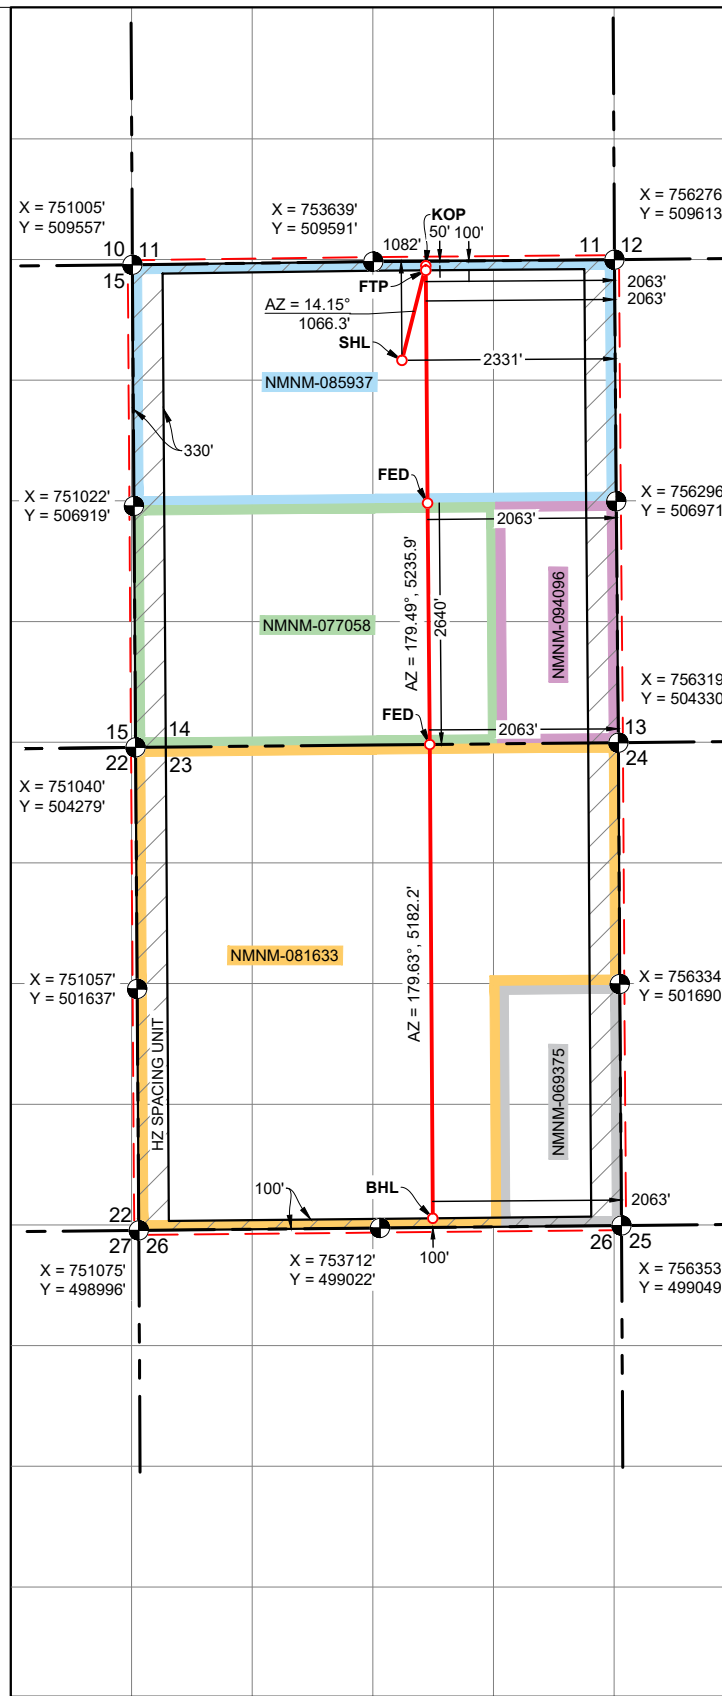 X = 751005'
Y = 509557'
X = 753639'
Y = 509591'
X = 756276
Y = 509613
KOP
1082'
50'
100'
10
11
11
12
15
FTP
2063'
2063'
AZ = 14.15°
1066.3'
SHL
2331'
NMNM-085937
330'
FED
X = 751022'
Y = 506919'
X = 756296
Y = 506971
2063'
AZ = 179.49°, 5235.9'
2640'
NMNM-094096
NMNM-077058
X = 756319
Y = 504330
FED
2063'
15
14
13
22
23
24
X = 751040'
Y = 504279'
AZ = 179.63°, 5182.2'
NMNM-081633
X = 751057'
Y = 501637'
X = 756334
Y = 501690
HZ SPACING UNIT
NMNM-069375
100'
BHL
2063'
22
27
26
26
25
100'
X = 751075'
Y = 498996'
X = 753712'
Y = 499022'
X = 756353
Y = 499049